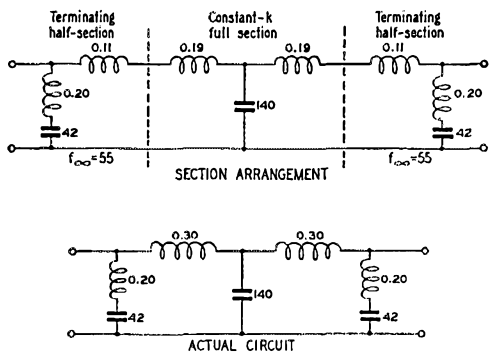 Terminating
half-section
Constant-k
full section
Terminating
half-section
0.11
0.19
0.19
0.11
0.20
42
140
0.20
42
f∞=55
f∞=55
SECTION ARRANGEMENT
0.30
0.30
0.20
42
140
0.20
42
ACTUAL CIRCUIT